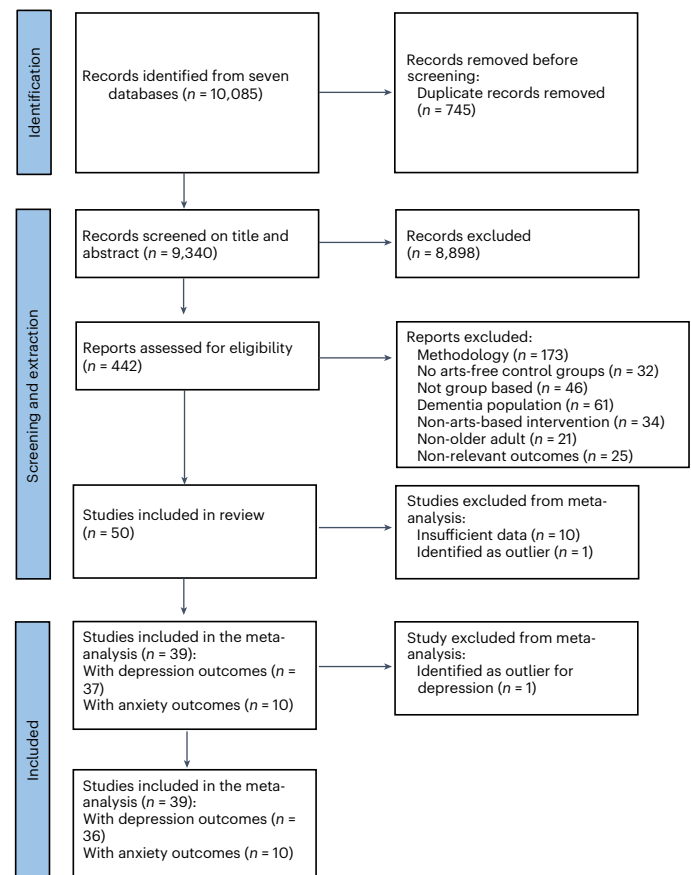 Identification
Records identified from seven
databases (n = 10,085)
Records removed before
screening:
Duplicate records removed
(n = 745)
Screening and extraction
Records screened on title and
abstract (n = 9,340)
Records excluded
(n = 8,898)
Reports assessed for eligibility
(n = 442)
Reports excluded:
Methodology (n = 173)
No arts-free control groups (n = 32)
Not group based (n = 46)
Dementia population (n = 61)
Non-arts-based intervention (n = 34)
Non-older adult (n = 21)
Non-relevant outcomes (n = 25)
Studies included in review
(n = 50)
Studies excluded from meta-
analysis:
Insufficient data (n = 10)
Identified as outlier (n = 1)
Included
Studies included in the meta-
analysis (n = 39):
With depression outcomes (n =
37)
With anxiety outcomes (n = 10)
Study excluded from meta-
analysis:
Identified as outlier for
depression (n = 1)
Studies included in the meta-
analysis (n = 39):
With depression outcomes (n =
36)
With anxiety outcomes (n = 10)